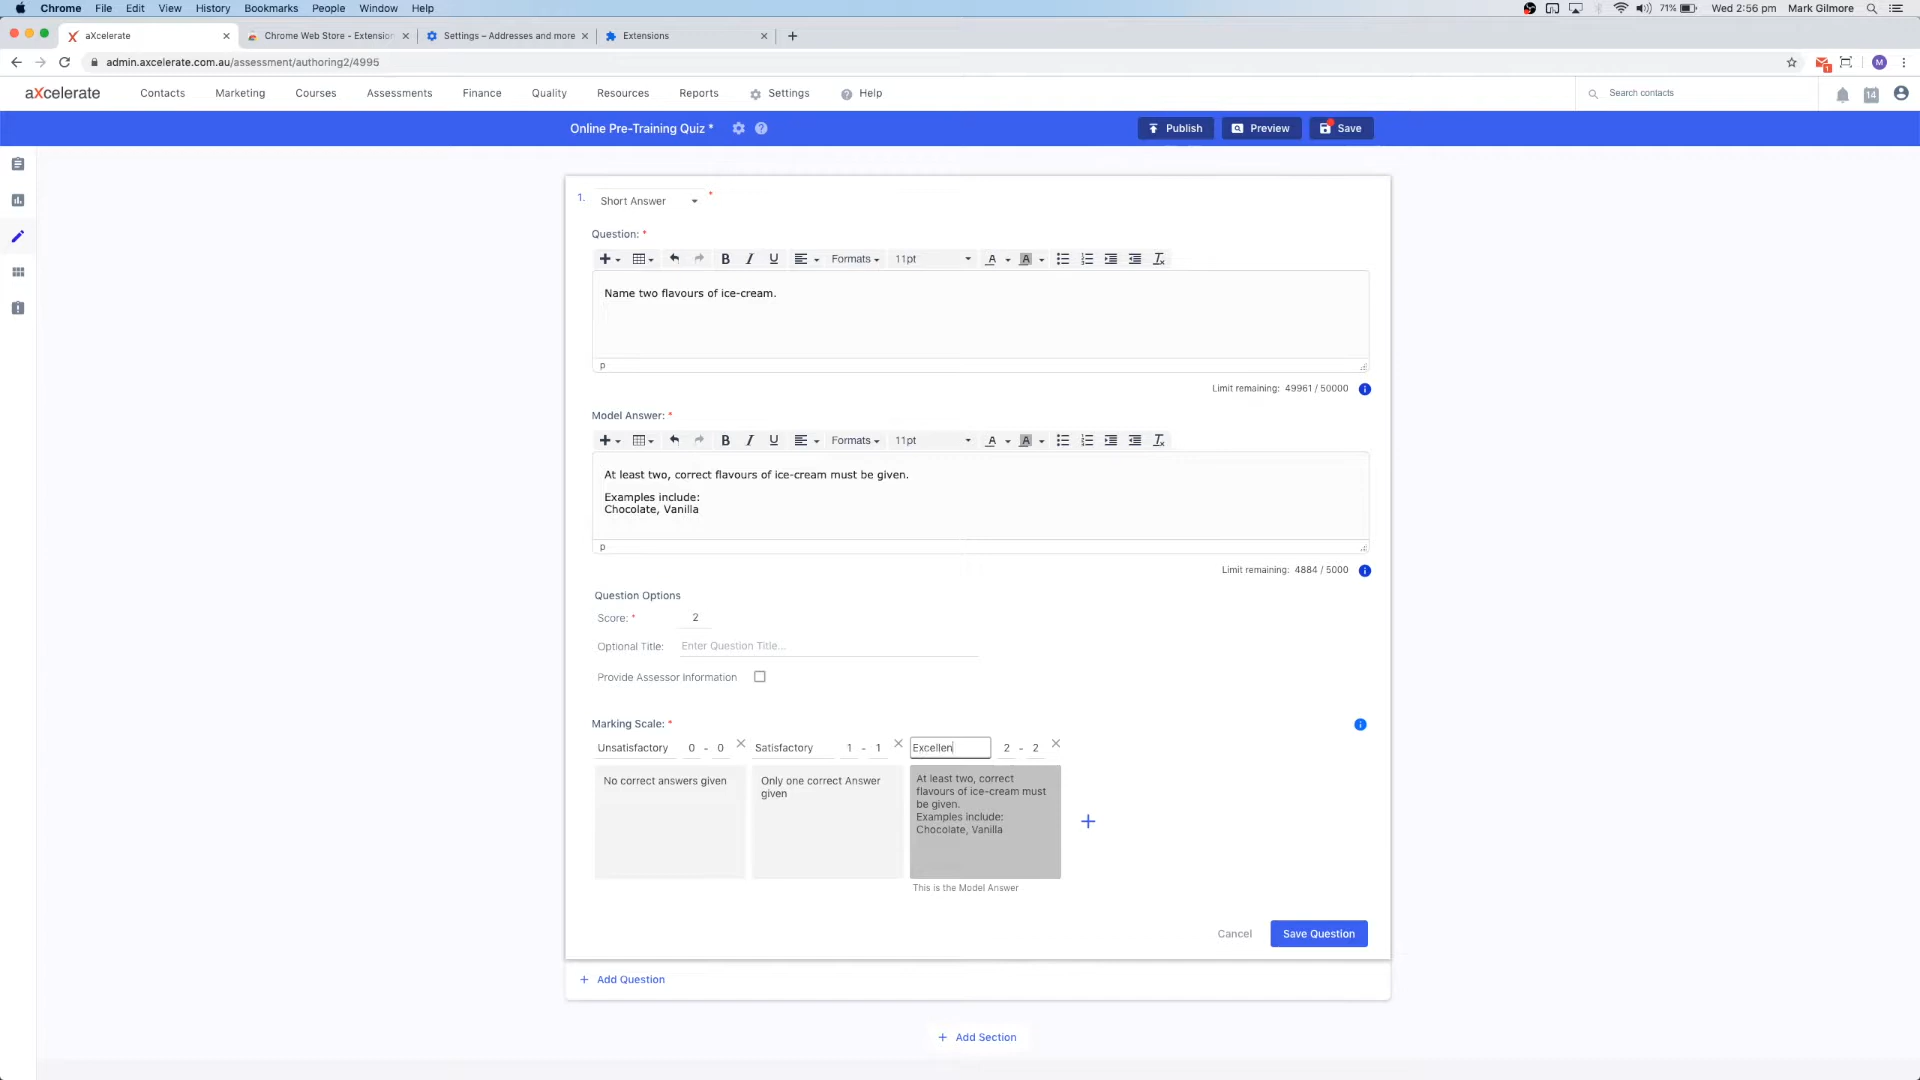 Chrome File Edit View History Bookmarks People Window Help 71% Wed 2:56 pm Mark Gilmore
aXcelerate Chrome Web Store - Extension Settings – Addresses and more Extensions
admin.axcelerate.com.au/assessment/authoring2/4995 1 M
aXcelerate Contacts Marketing Courses Assessments Finance Quality Resources Reports Settings Help Search contacts 14
Online Pre-Training Quiz * Publish Preview Save
1. Short Answer *
Question: *
B I U Formats 11pt A A
Name two flavours of ice-cream.
p
Limit remaining: 49961 / 50000
Model Answer: *
B I U Formats 11pt A A
At least two, correct flavours of ice-cream must be given.
Examples include:
Chocolate, Vanilla
p
Limit remaining: 4884 / 5000
Question Options
Score: * 2
Optional Title: Enter Question Title...
Provide Assessor Information
Marking Scale: *
Unsatisfactory 0 - 0 Satisfactory 1 - 1 Excellen 2 - 2
No correct answers given
Only one correct Answer
given
At least two, correct
flavours of ice-cream must
be given.
Examples include:
Chocolate, Vanilla
This is the Model Answer
Cancel Save Question
Add Question
Add Section